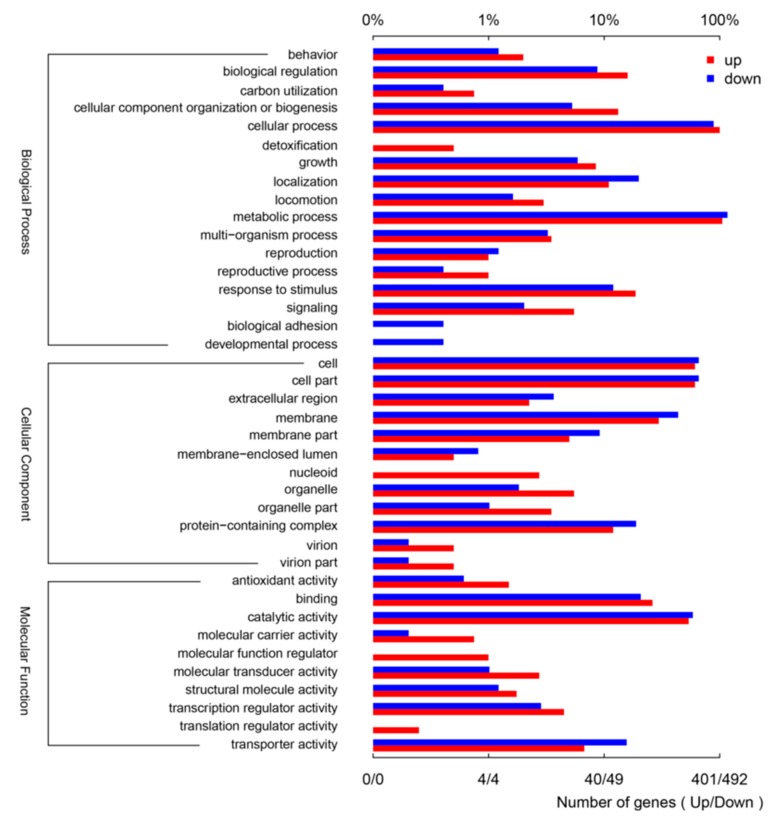 0% 1% 10% 100%
up
down
behavior
biological regulation
carbon utilization
cellular component organization or biogenesis
cellular process
detoxification
growth
localization
locomotion
metabolic process
multi−organism process
reproduction
reproductive process
response to stimulus
signaling
biological adhesion
developmental process
Biological Process
cell
cell part
extracellular region
membrane
membrane part
membrane−enclosed lumen
nucleoid
organelle
organelle part
protein−containing complex
virion
virion part
Cellular Component
antioxidant activity
binding
catalytic activity
molecular carrier activity
molecular function regulator
molecular transducer activity
structural molecule activity
transcription regulator activity
translation regulator activity
transporter activity
Molecular Function
0/0 4/4 40/49 401/492
Number of genes ( Up/Down )